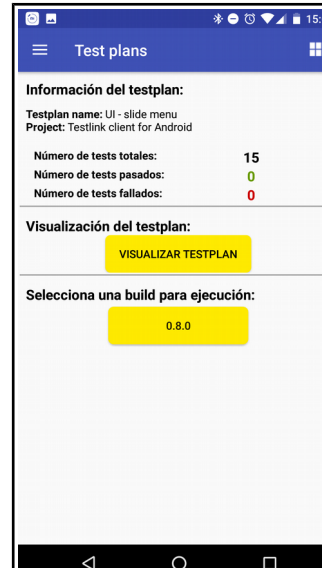 15:
Test plans
Información del testplan:
Testplan name: UI - slide menu
Project: Testlink client for Android
Número de tests totales: 15
Número de tests pasados: 0
Número de tests fallados: 0
Visualización del testplan:
VISUALIZAR TESTPLAN
Selecciona una build para ejecución:
0.8.0